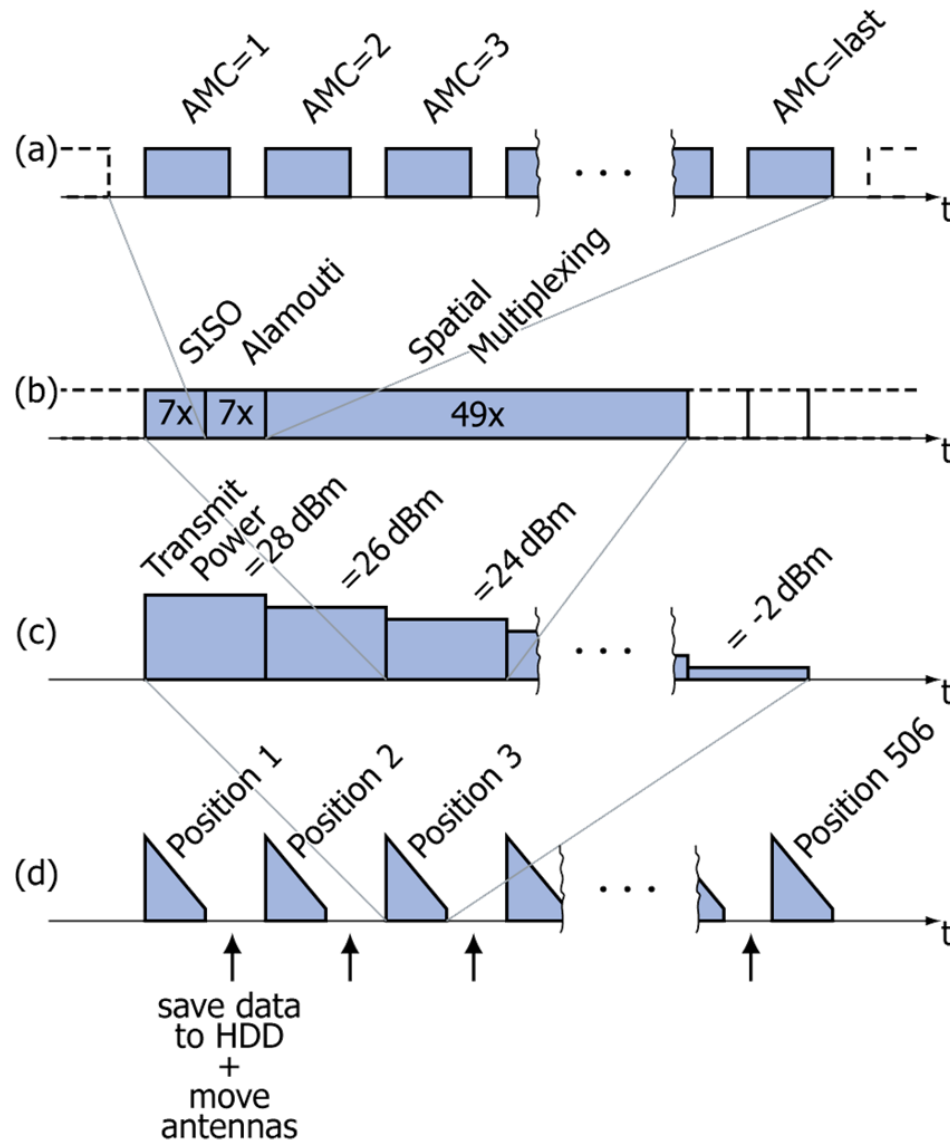 AMC=1
AMC=2
AMC=3
AMC=last
(a)
. . .
t
SISO
Alamouti
Spatial
Multiplexing
(b)
7x
7x
49x
t
Transmit
Power
=28 dBm
=26 dBm
=24 dBm
= -2 dBm
(c)
. . .
t
Position 1
Position 2
Position 3
Position 506
(d)
. . .
t
save data
to HDD
+
move
antennas